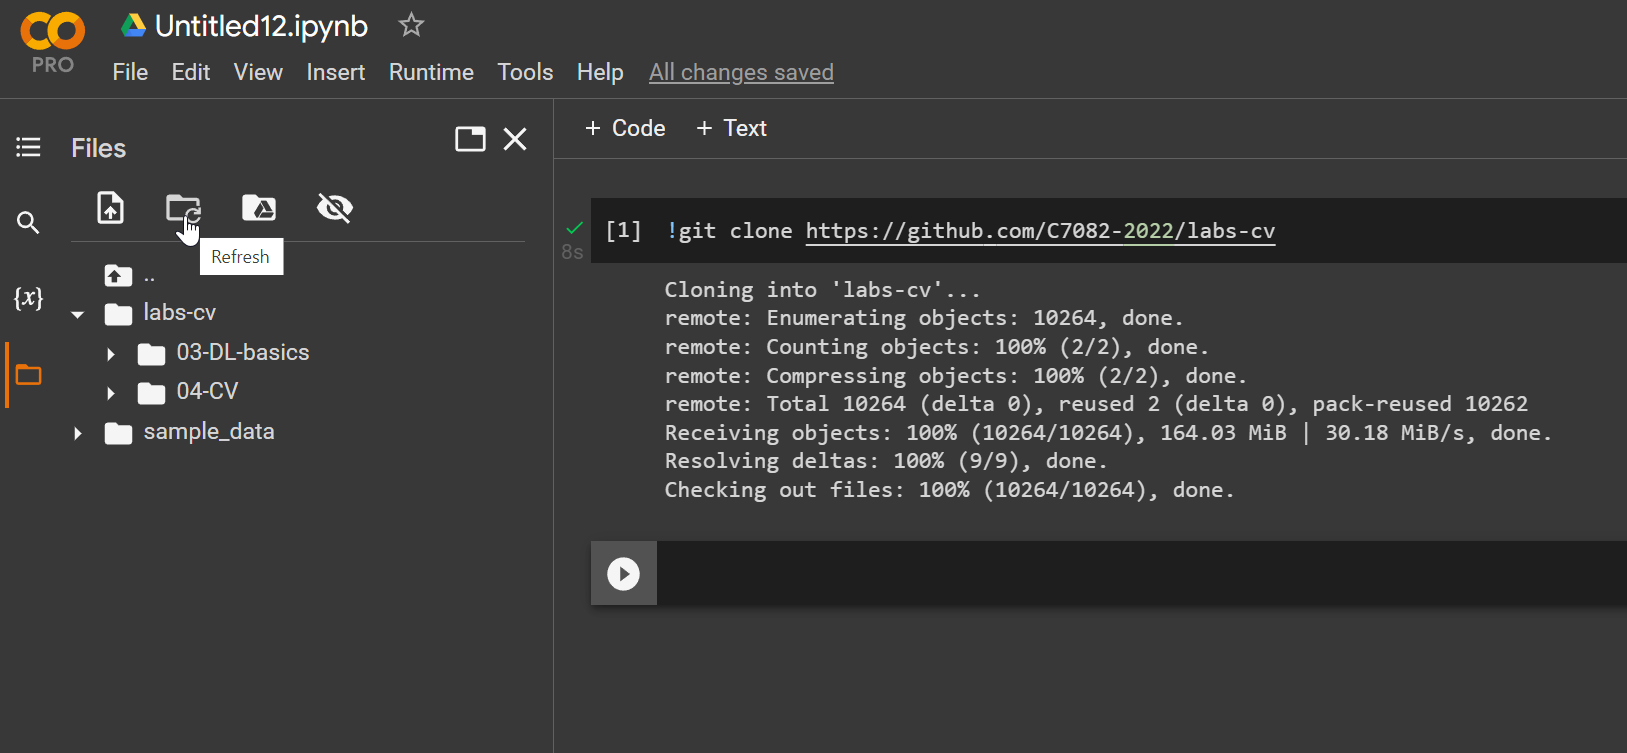 CO
PRO
Untitled12.ipynb
File Edit View Insert Runtime Tools Help All changes saved
Files
Refresh
..
labs-cv
03-DL-basics
04-CV
sample_data
{x}
+ Code + Text
8s
[1] !git clone https://github.com/C7082-2022/labs-cv
Cloning into 'labs-cv'...
remote: Enumerating objects: 10264, done.
remote: Counting objects: 100% (2/2), done.
remote: Compressing objects: 100% (2/2), done.
remote: Total 10264 (delta 0), reused 2 (delta 0), pack-reused 10262
Receiving objects: 100% (10264/10264), 164.03 MiB | 30.18 MiB/s, done.
Resolving deltas: 100% (9/9), done.
Checking out files: 100% (10264/10264), done.